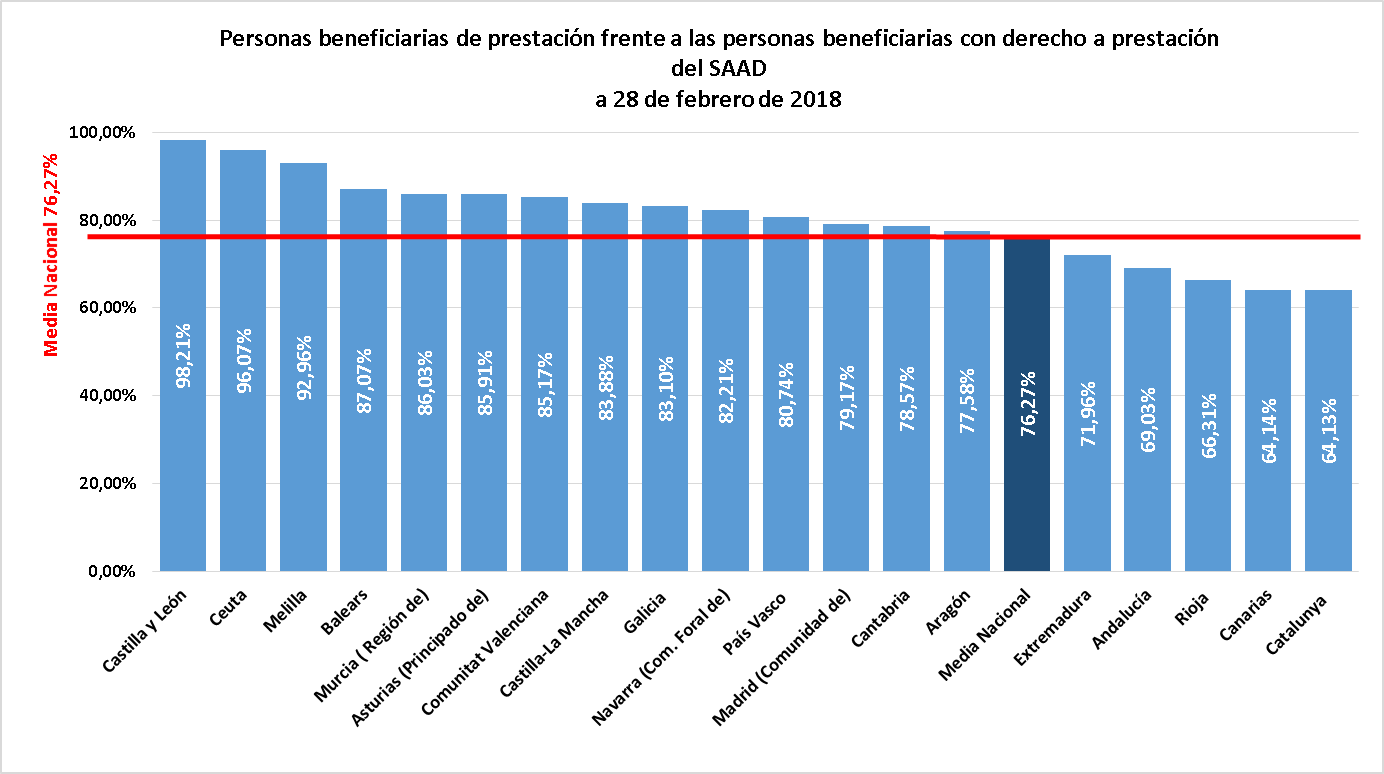 Personas beneficiarias de prestación frente a las personas beneficiarias con derecho a prestación
del SAAD
a 28 de febrero de 2018
Media Nacional 76,27%
100,00%
80,00%
60,00%
40,00%
20,00%
0,00%
98,21%
96,07%
92,96%
87,07%
86,03%
85,91%
85,17%
83,88%
83,10%
82,21%
80,74%
79,17%
78,57%
77,58%
76,27%
71,96%
69,03%
66,31%
64,14%
64,13%
Castilla y León
Ceuta
Melilla
Balears
Murcia ( Región de)
Asturias (Principado de)
Comunitat Valenciana
Castilla-La Mancha
Galicia
Navarra (Com. Foral de)
País Vasco
Madrid (Comunidad de)
Cantabria
Aragón
Media Nacional
Extremadura
Andalucía
Rioja
Canarias
Catalunya